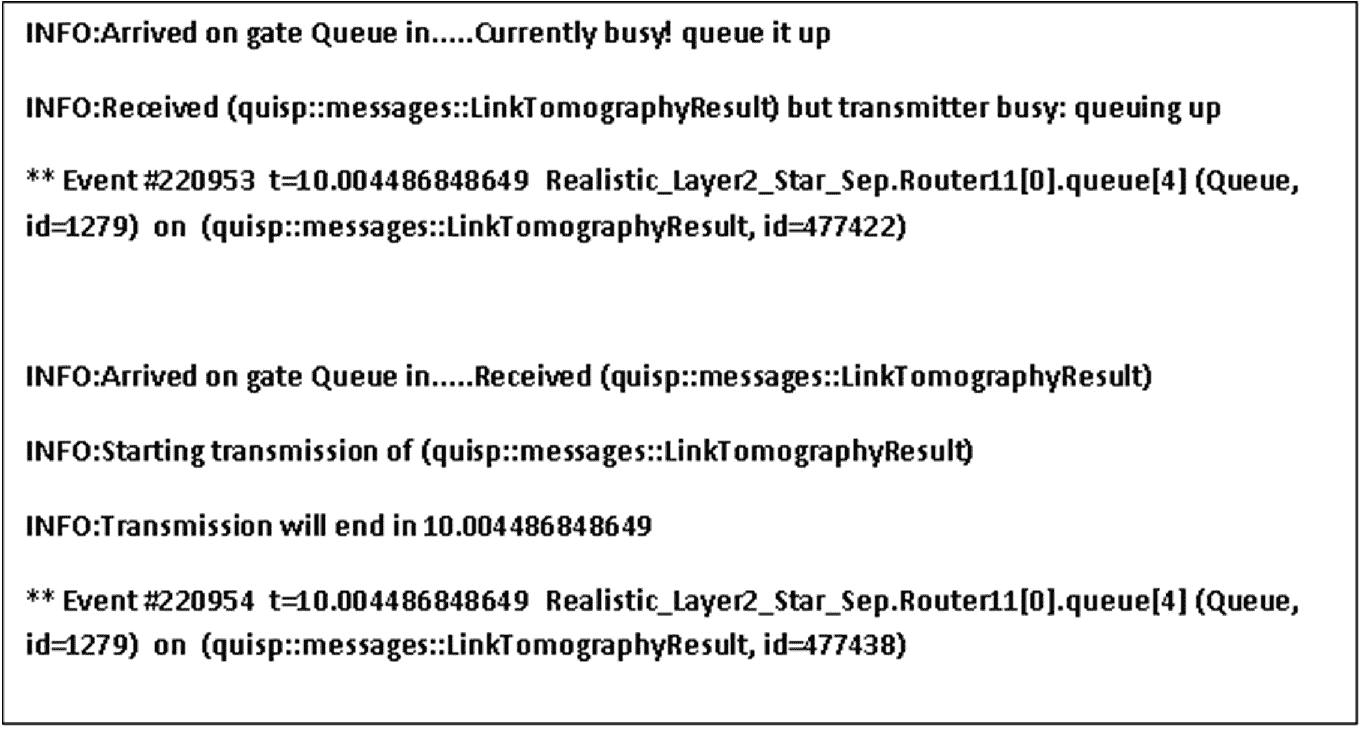 INFO:Arrived on gate Queue in.....Currently busy! queue it up
INFO:Received (quisp::messages::LinkTomographyResult) but transmitter busy: queuing up
** Event #220953 t=10.004486848649 Realistic_Layer2_Star_Sep.Router11[0].queue[4] (Queue,
id=1279) on (quisp::messages::LinkTomographyResult, id=477422)
INFO:Arrived on gate Queue in.....Received (quisp::messages::LinkTomographyResult)
INFO:Starting transmission of (quisp::messages::LinkTomographyResult)
INFO:Transmission will end in 10.004486848649
** Event #220954 t=10.004486848649 Realistic_Layer2_Star_Sep.Router11[0].queue[4] (Queue,
id=1279) on (quisp::messages::LinkTomographyResult, id=477438)